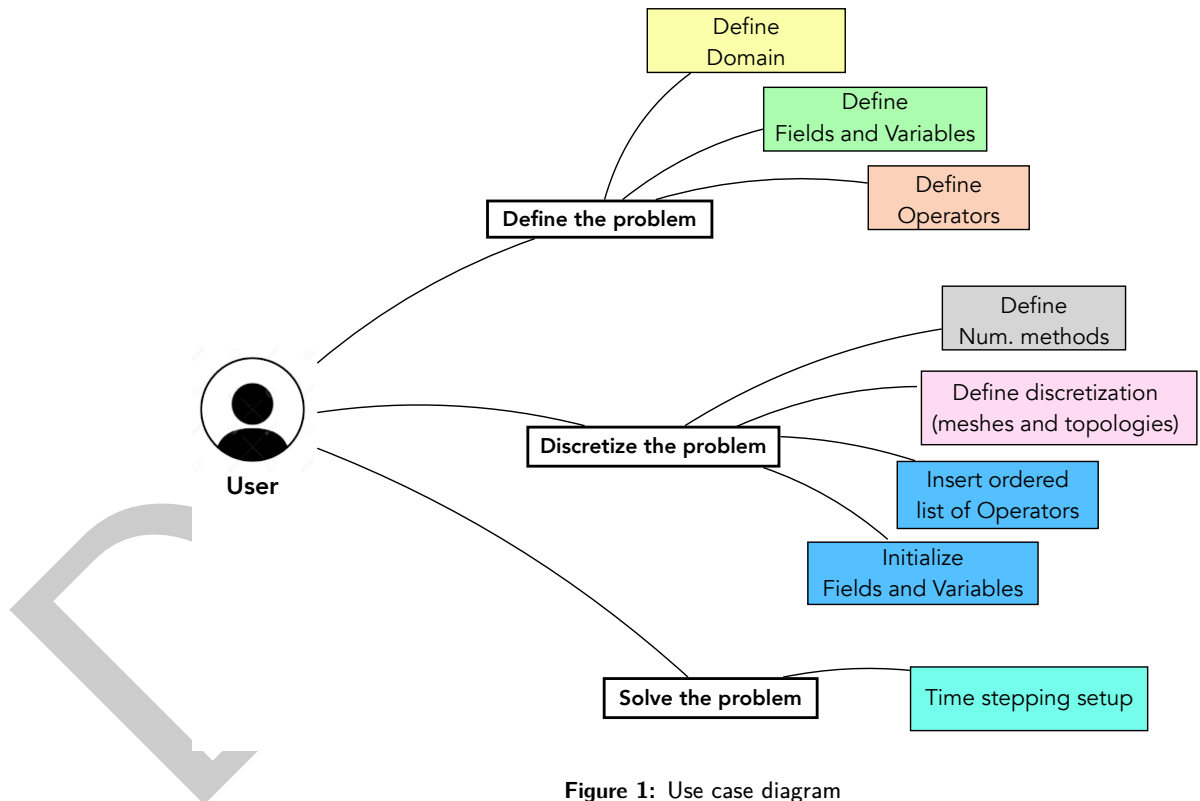 Define
Domain
Define
Fields and Variables
Define
Operators
Define the problem
Define
Num. methods
Define discretization
(meshes and topologies)
Discretize the problem
Insert ordered
list of Operators
User
Initialize
Fields and Variables
Solve the problem
Time stepping setup
Figure 1: Use case diagram